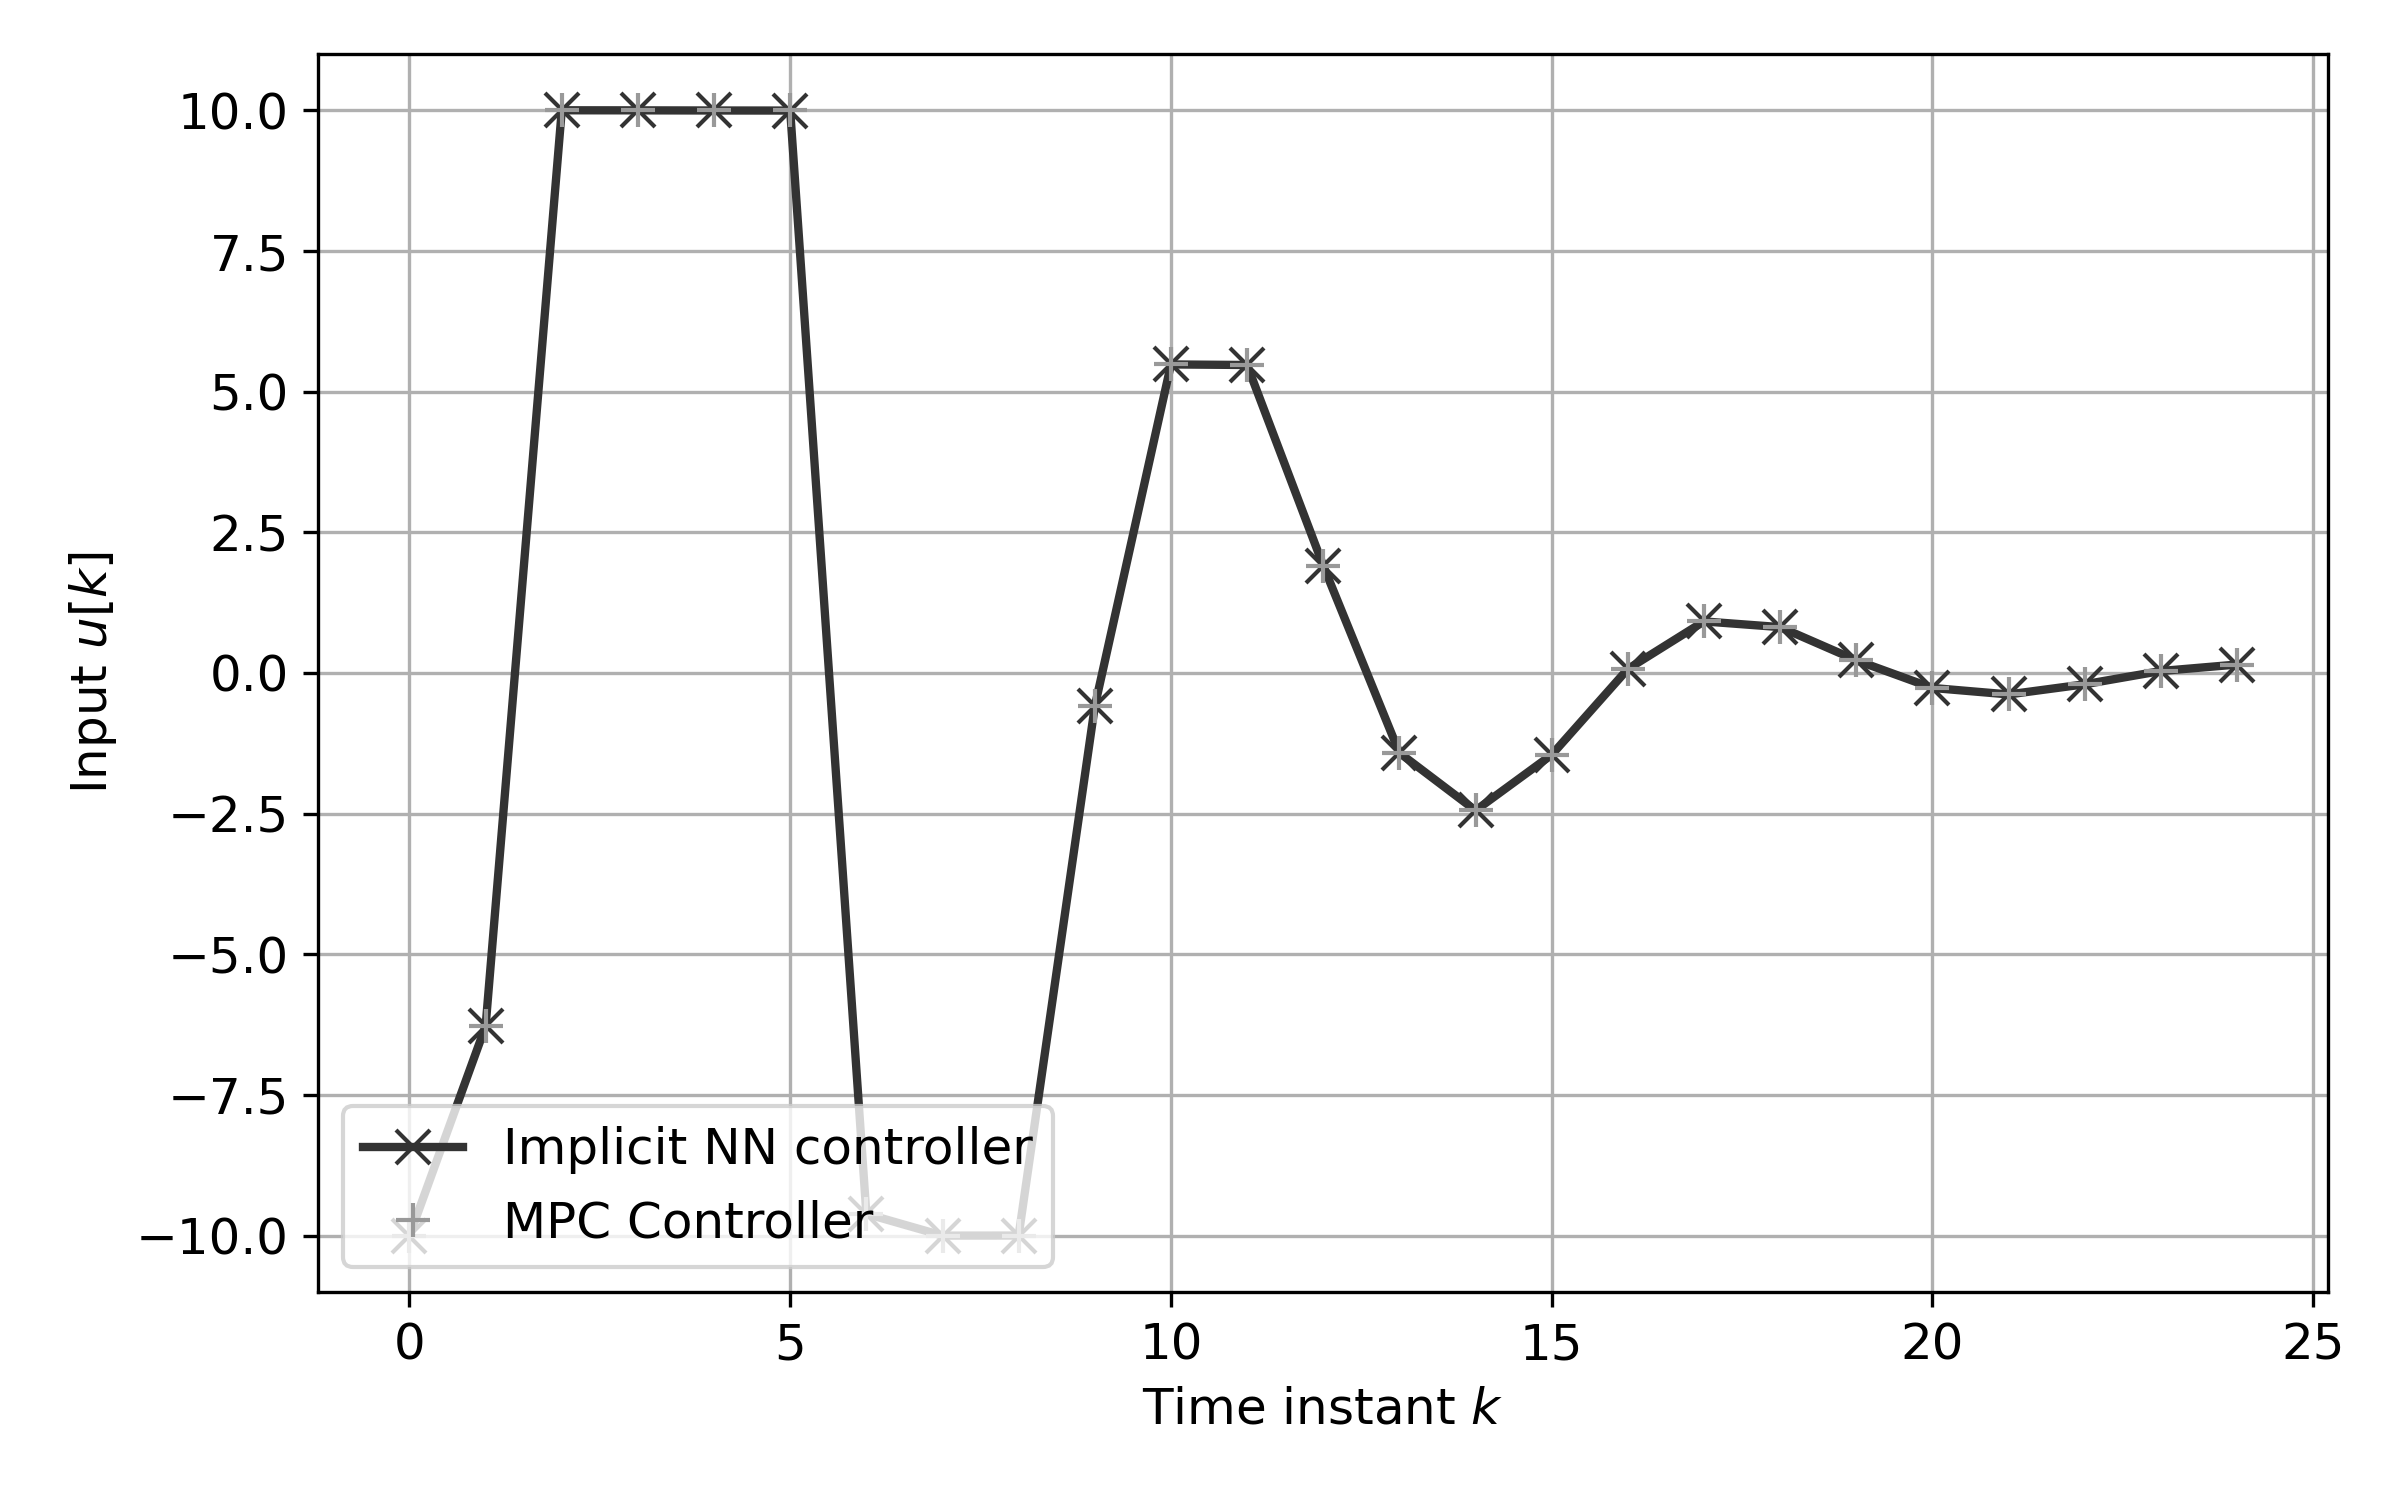 10.0
7.5
5.0
2.5
0.0
−2.5
−5.0
−7.5
−10.0
Input u[k]
Implicit NN controller
MPC Controller
0 5 10 15 20 25
Time instant k